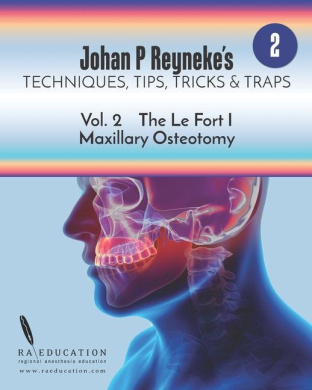 2
Johan P Reyneke's
TECHNIQUES, TIPS, TRICKS & TRAPS
Vol. 2 The Le Fort I
Maxillary Osteotomy
RA EDUCATION
regional anesthesia education
www.raeducation.com